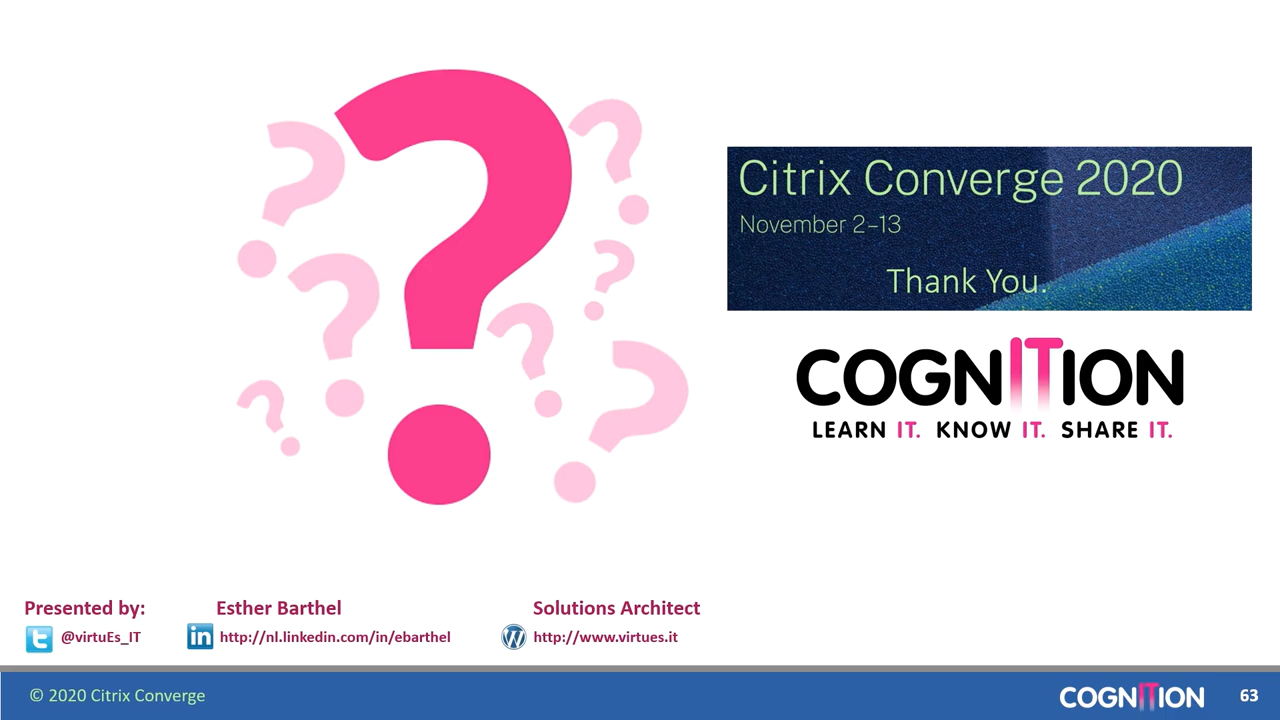 Citrix Converge 2020
November 2–13
Thank You.
COGNITION
LEARN IT. KNOW IT. SHARE IT.
Presented by: Esther Barthel Solutions Architect
@virtuEs_IT http://nl.linkedin.com/in/ebarthel http://www.virtues.it
© 2020 Citrix Converge COGNITION 63